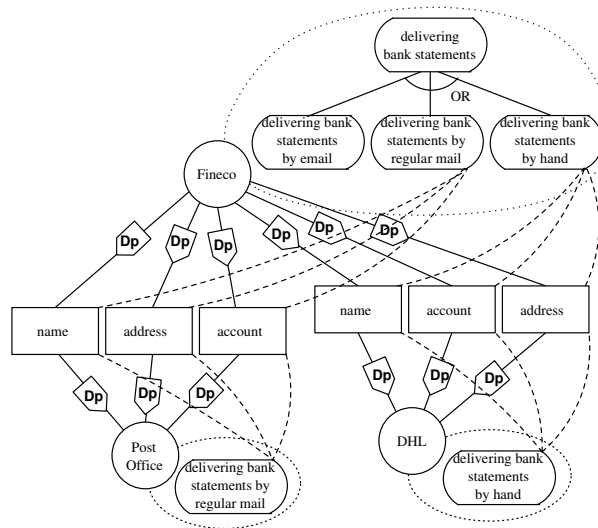 delivering
bank statements
OR
delivering bank
statements
by email
delivering bank
statements by
regular mail
delivering bank
statements
by hand
Fineco
Dp
Dp
Dp
Dp
Dp
Dp
name
address
account
name
account
address
Dp
Dp
Dp
Dp
Dp
Dp
Post
Office
DHL
delivering bank
statements by
regular mail
delivering bank
statements
by hand